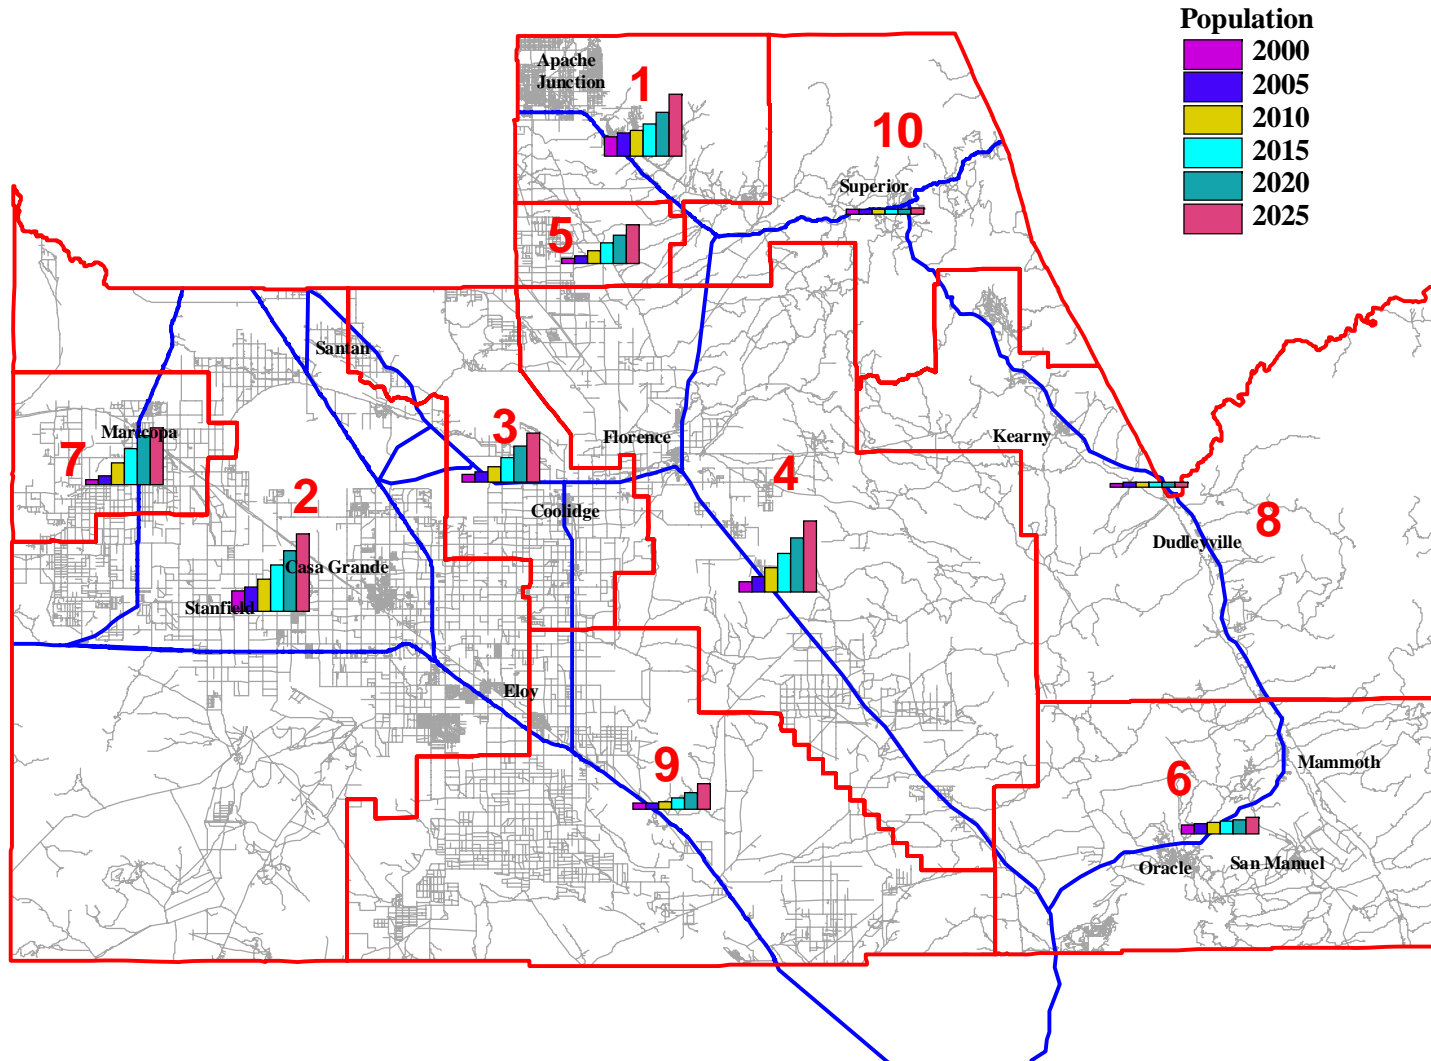 Population
2000
2005
2010
2015
2020
2025
Apache
Junction
1
10
Superior
5
Santan
Maricopa
7
3
Florence
Kearny
2
4
Coolidge
8
Dudleyville
Casa Grande
Stanfield
Eloy
9
6
Mammoth
Oracle
San Manuel